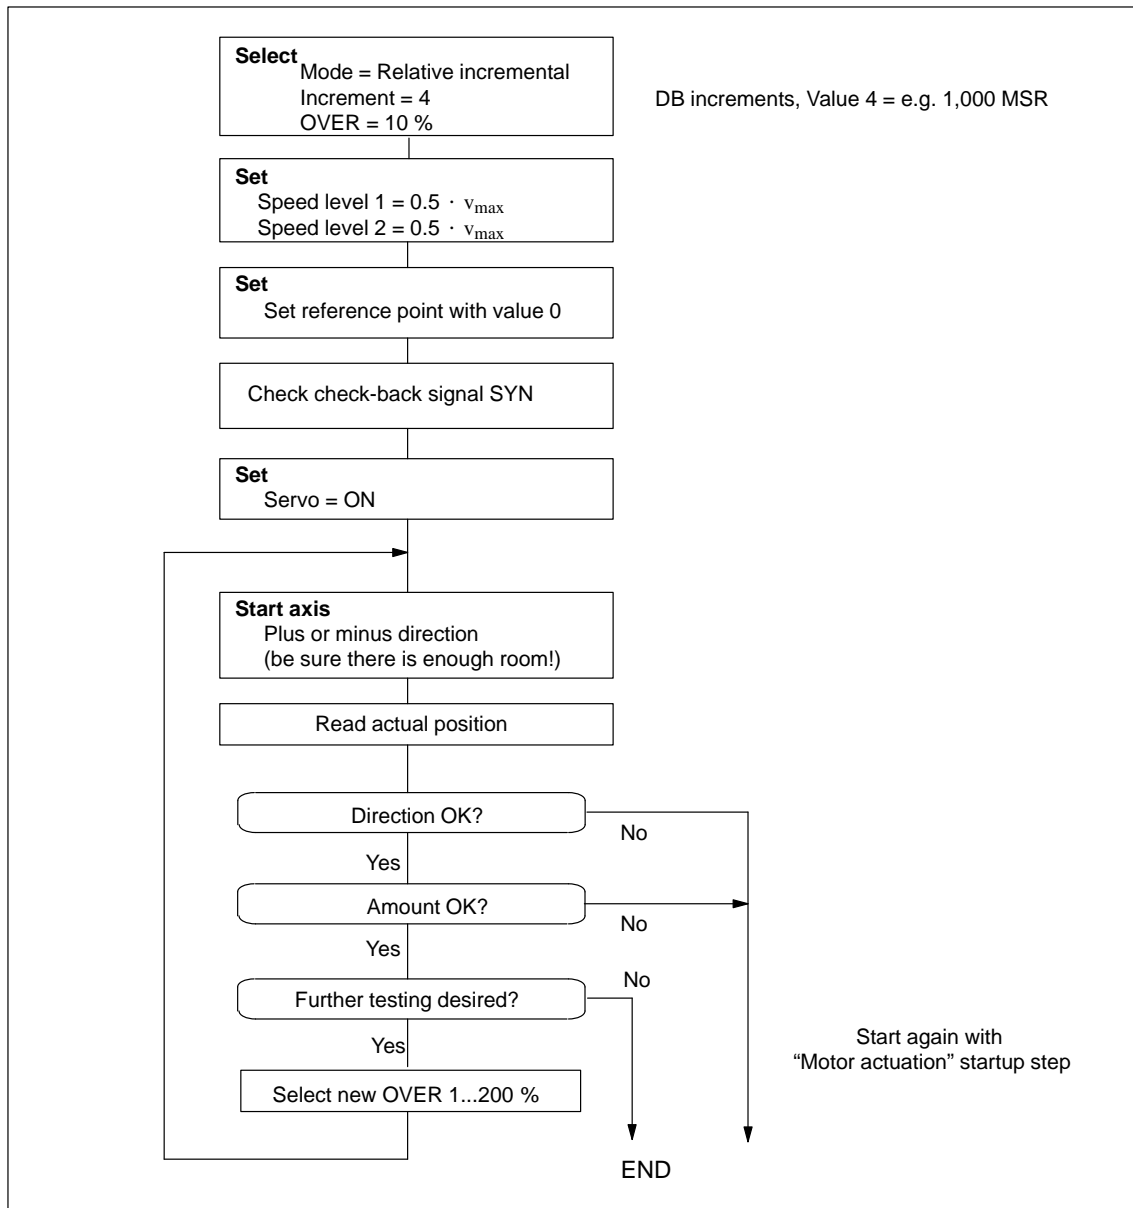 Select
Mode = Relative incremental
Increment = 4
OVER = 10 %
DB increments, Value 4 = e.g. 1,000 MSR
Set
Speed level 1 = 0.5 · vmax
Speed level 2 = 0.5 · vmax
Set
Set reference point with value 0
Check check-back signal SYN
Set
Servo = ON
Start axis
Plus or minus direction
(be sure there is enough room!)
Read actual position
Direction OK?
No
Yes
Amount OK?
No
Yes
No
Further testing desired?
Yes
Start again with
“Motor actuation” startup step
Select new OVER 1...200 %
END